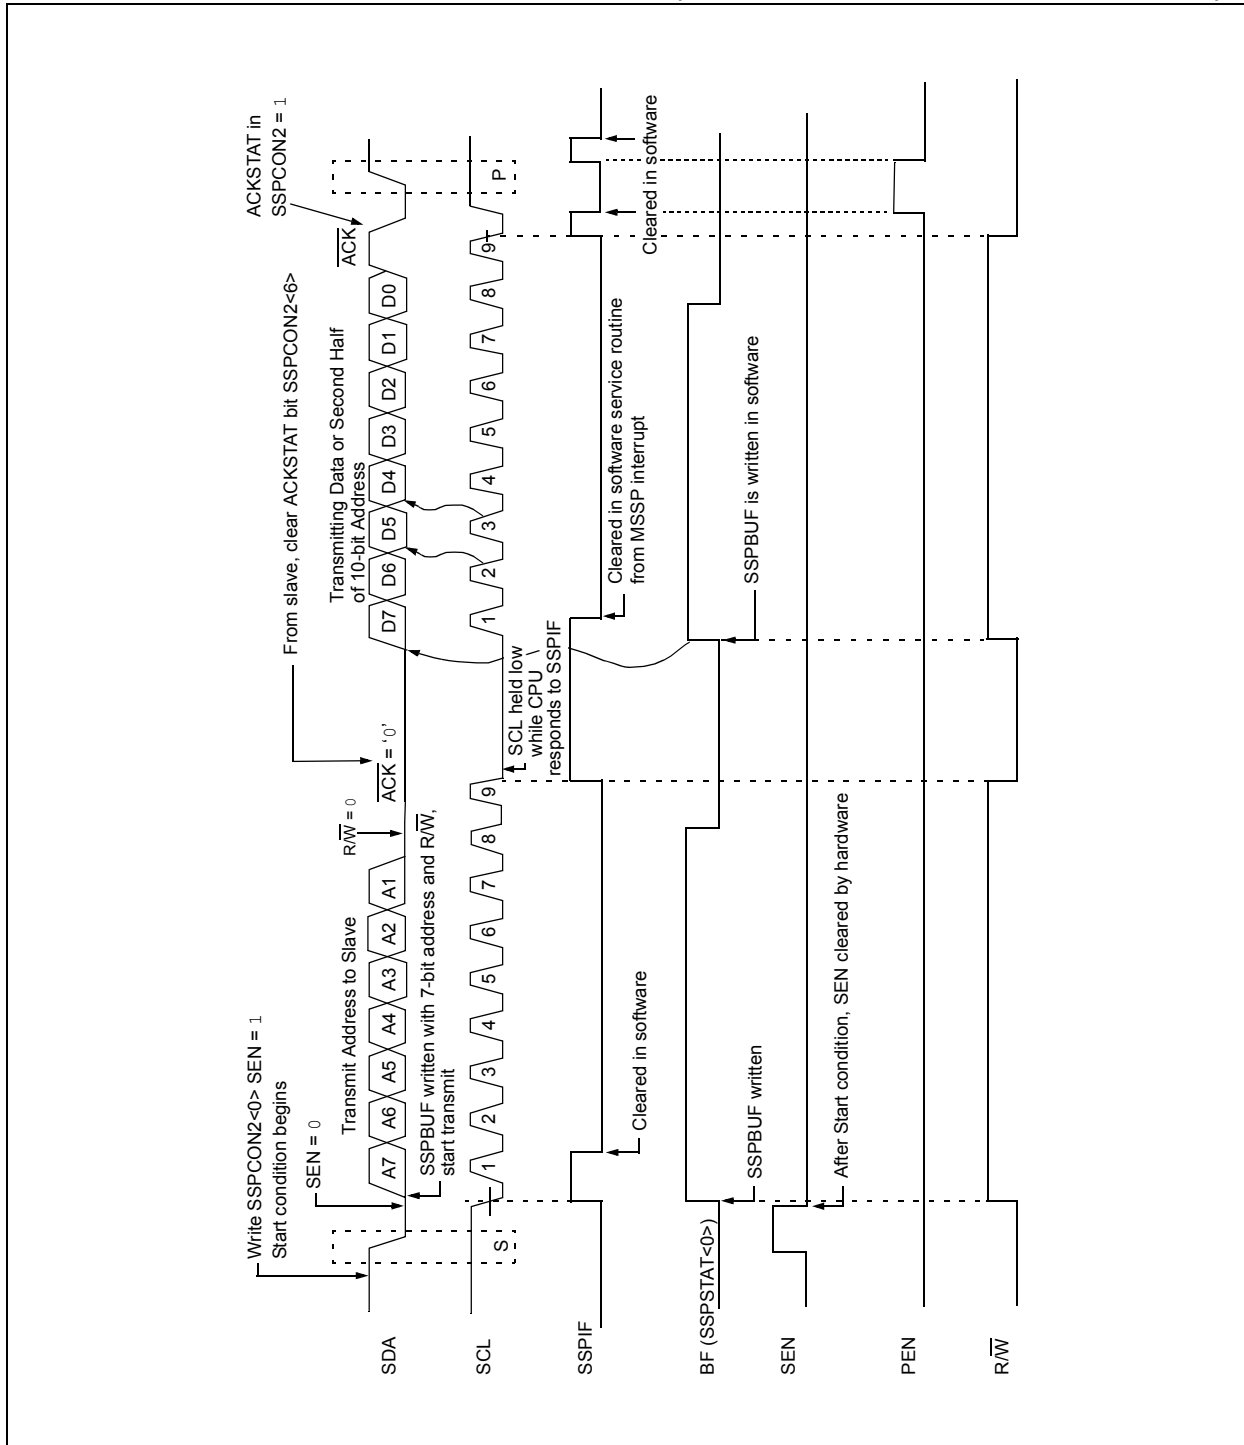 Write SSPCON2<0> SEN = 1
Start condition begins
SEN = 0
Transmit Address to Slave
R/W = 0
From slave, clear ACKSTAT bit SSPCON2<6>
ACK = ‘0’
Transmitting Data or Second Half
of 10-bit Address
ACK
ACKSTAT in
SSPCON2 = 1
SDA
A7 A6 A5 A4 A3 A2 A1
D7 D6 D5 D4 D3 D2 D1 D0
SSPBUF written with 7-bit address and R/W,
start transmit
SCL
S
1 2 3 4 5 6 7 8 9
1 2 3 4 5 6 7 8 9
P
SCL held low
while CPU
responds to SSPIF
SSPIF
Cleared in software
Cleared in software service routine
from MSSP interrupt
Cleared in software
BF (SSPSTAT<0>)
SSPBUF written
SSPBUF is written in software
SEN
After Start condition, SEN cleared by hardware
PEN
R/W